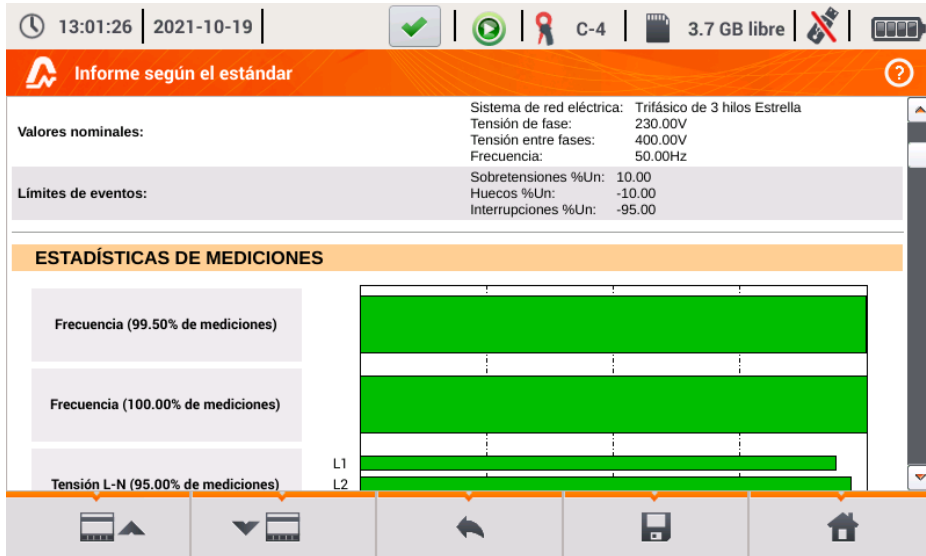 13:01:26 2021-10-19 C-4 3.7 GB libre
Informe según el estándar ?
Valores nominales:
Sistema de red eléctrica: Trifásico de 3 hilos Estrella
Tensión de fase: 230.00V
Tensión entre fases: 400.00V
Frecuencia: 50.00Hz
Límites de eventos:
Sobretensiones %Un: 10.00
Huecos %Un: -10.00
Interrupciones %Un: -95.00
ESTADÍSTICAS DE MEDICIONES
Frecuencia (99.50% de mediciones)
Frecuencia (100.00% de mediciones)
Tensión L-N (95.00% de mediciones)
L1
L2